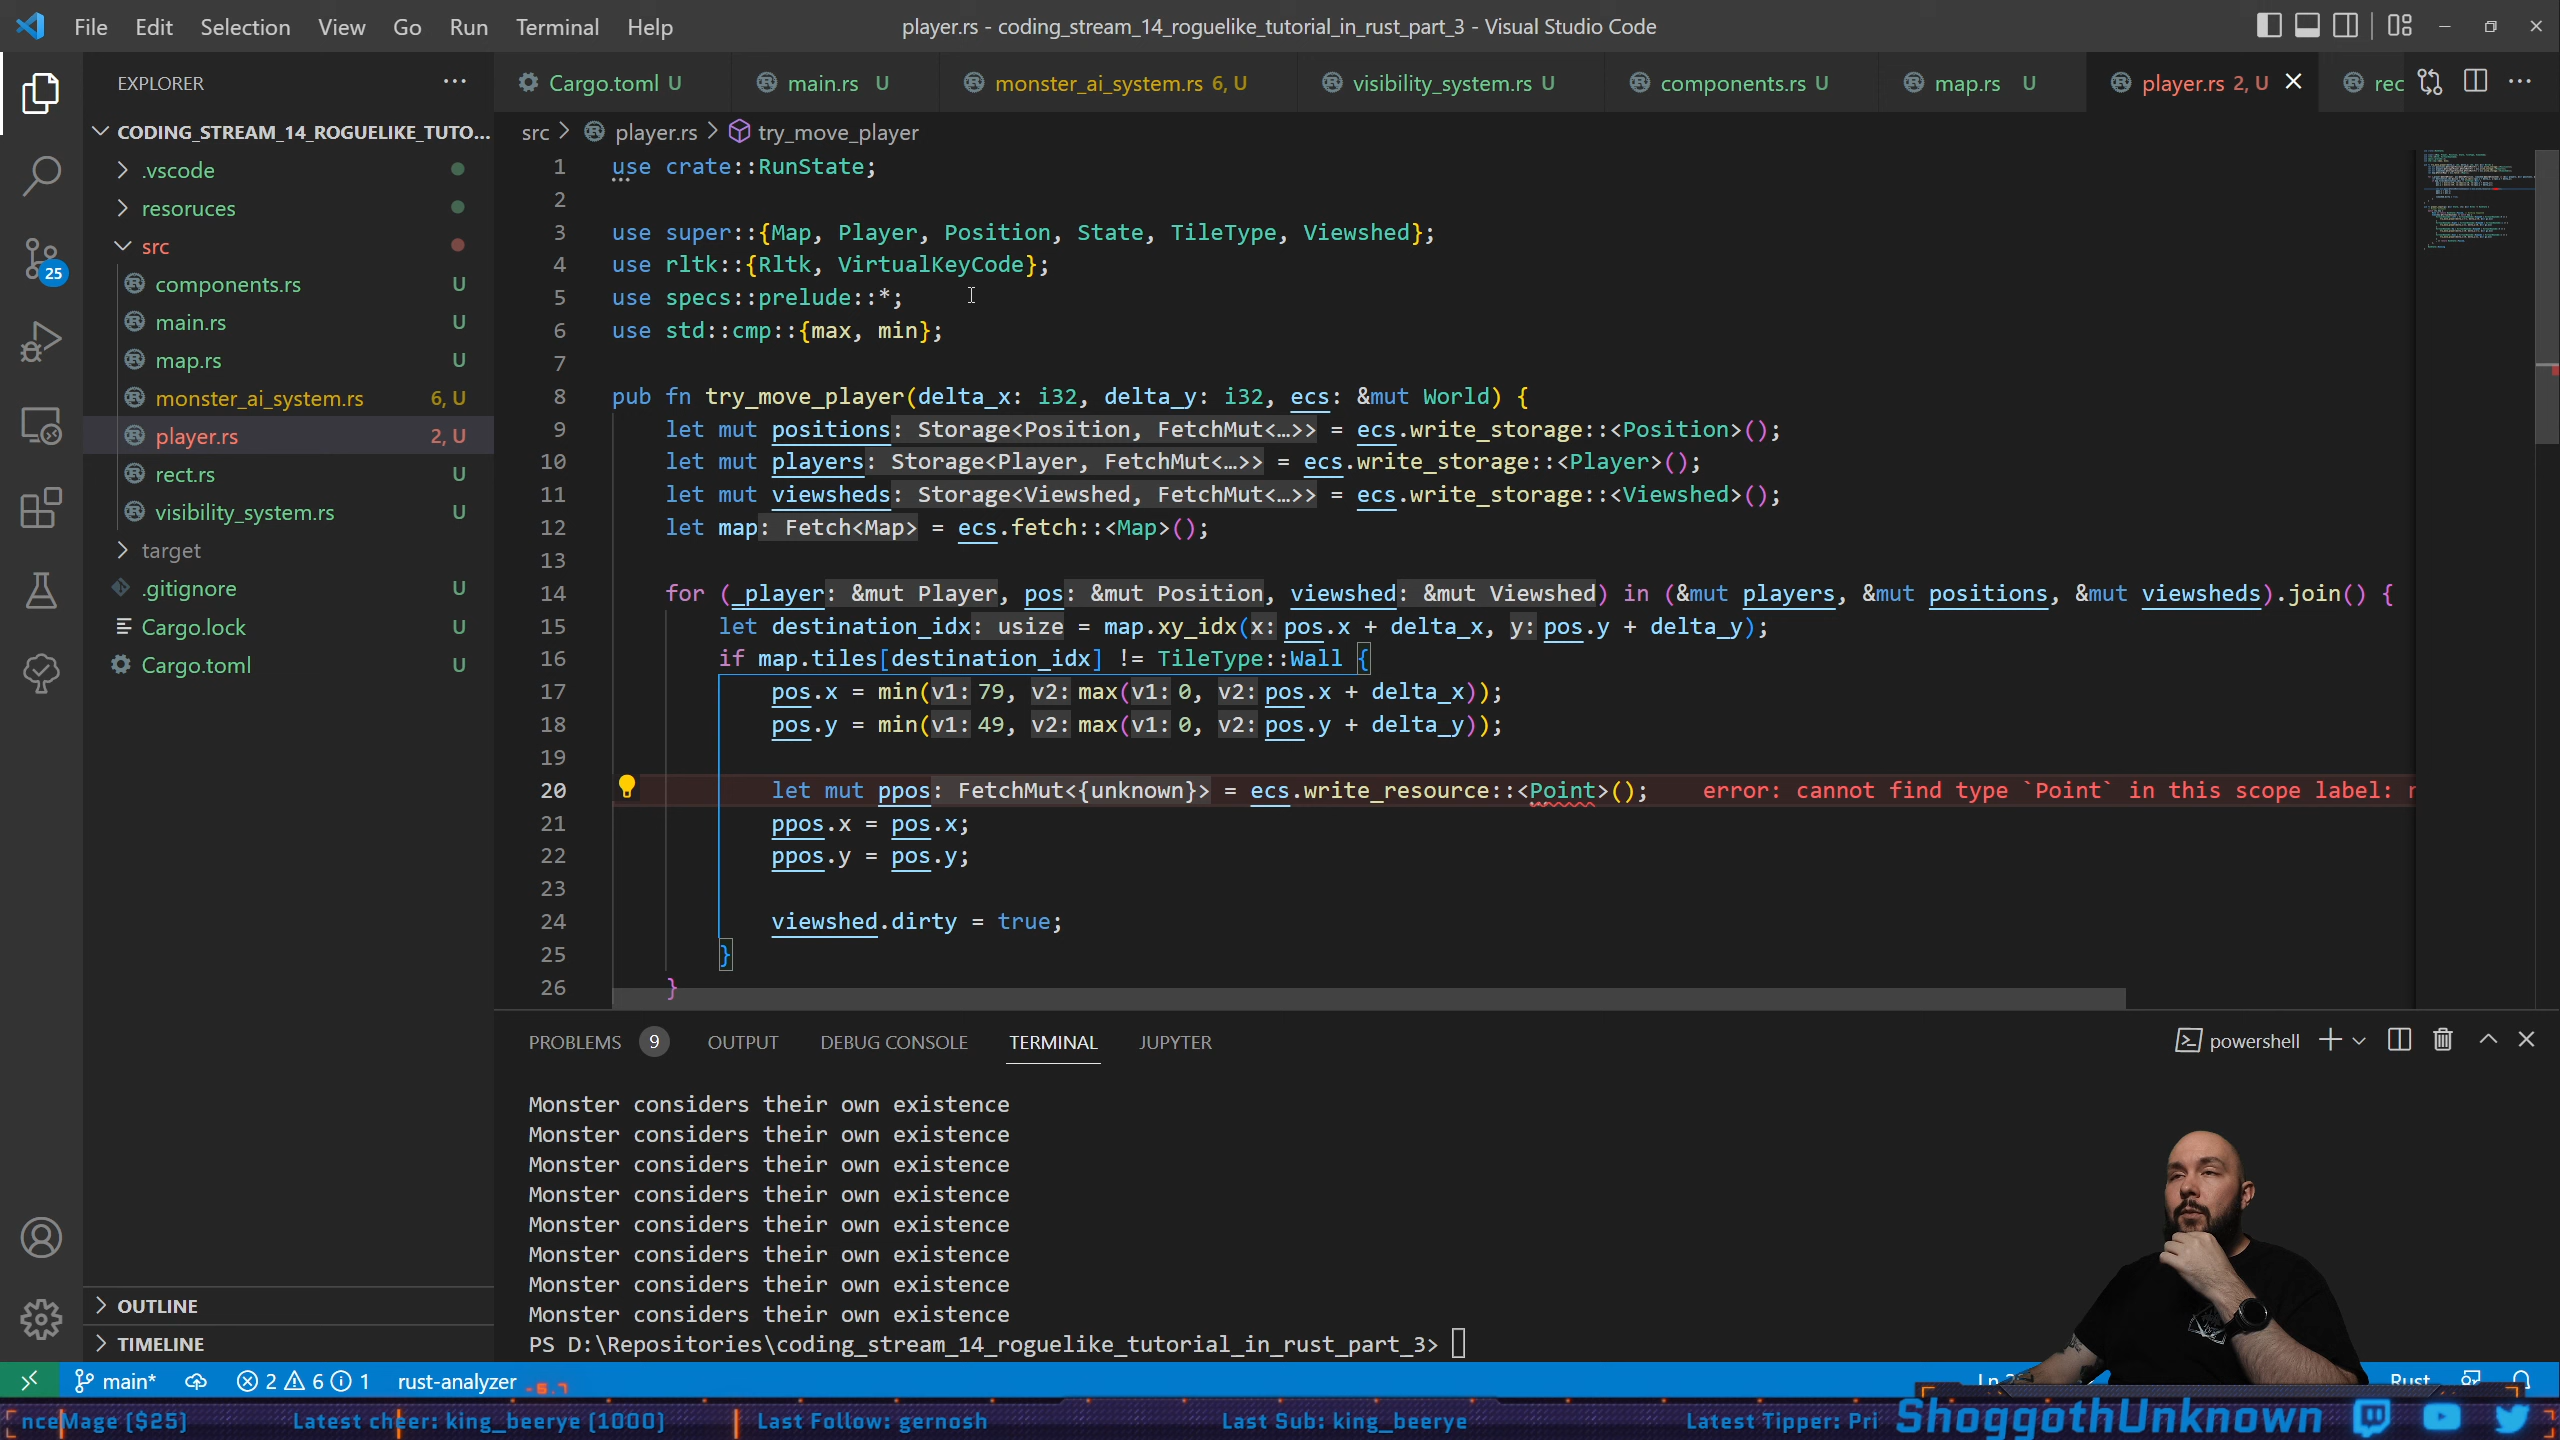 File Edit Selection View Go Run Terminal Help
player.rs - coding_stream_14_roguelike_tutorial_in_rust_part_3 - Visual Studio Code
EXPLORER
Cargo.toml U
main.rs U
monster_ai_system.rs 6, U
visibility_system.rs U
components.rs U
map.rs U
player.rs 2, U
rec
CODING_STREAM_14_ROGUELIKE_TUTO...
.vscode
resoruces
src
components.rs U
main.rs U
map.rs U
monster_ai_system.rs 6, U
player.rs 2, U
rect.rs U
visibility_system.rs U
target
.gitignore U
Cargo.lock U
Cargo.toml U
OUTLINE
TIMELINE
25
src > player.rs > try_move_player
1 use crate::RunState;
2
3 use super::{Map, Player, Position, State, TileType, Viewshed};
4 use rltk::{Rltk, VirtualKeyCode};
5 use specs::prelude::*;
6 use std::cmp::{max, min};
7
8 pub fn try_move_player(delta_x: i32, delta_y: i32, ecs: &mut World) {
9 let mut positions: Storage<Position, FetchMut<…>> = ecs.write_storage::<Position>();
10 let mut players: Storage<Player, FetchMut<…>> = ecs.write_storage::<Player>();
11 let mut viewsheds: Storage<Viewshed, FetchMut<…>> = ecs.write_storage::<Viewshed>();
12 let map: Fetch<Map> = ecs.fetch::<Map>();
13
14 for (_player: &mut Player, pos: &mut Position, viewshed: &mut Viewshed) in (&mut players, &mut positions, &mut viewsheds).join() {
15 let destination_idx: usize = map.xy_idx(x: pos.x + delta_x, y: pos.y + delta_y);
16 if map.tiles[destination_idx] != TileType::Wall {
17 pos.x = min(v1: 79, v2: max(v1: 0, v2: pos.x + delta_x));
18 pos.y = min(v1: 49, v2: max(v1: 0, v2: pos.y + delta_y));
19
20 let mut ppos: FetchMut<{unknown}> = ecs.write_resource::<Point>(); error: cannot find type `Point` in this scope label:
21 ppos.x = pos.x;
22 ppos.y = pos.y;
23
24 viewshed.dirty = true;
25 }
26 }
PROBLEMS 9 OUTPUT DEBUG CONSOLE TERMINAL JUPYTER
powershell
Monster considers their own existence
Monster considers their own existence
Monster considers their own existence
Monster considers their own existence
Monster considers their own existence
Monster considers their own existence
Monster considers their own existence
Monster considers their own existence
PS D:\Repositories\coding_stream_14_roguelike_tutorial_in_rust_part_3>
main* 2 6 1 rust-analyzer Rust
nceMage [$25] Latest cheer: king_beerye [1000] Last Follow: gernosh Last Sub: king_beerye Latest Tipper: Pri ShoggothUnknown